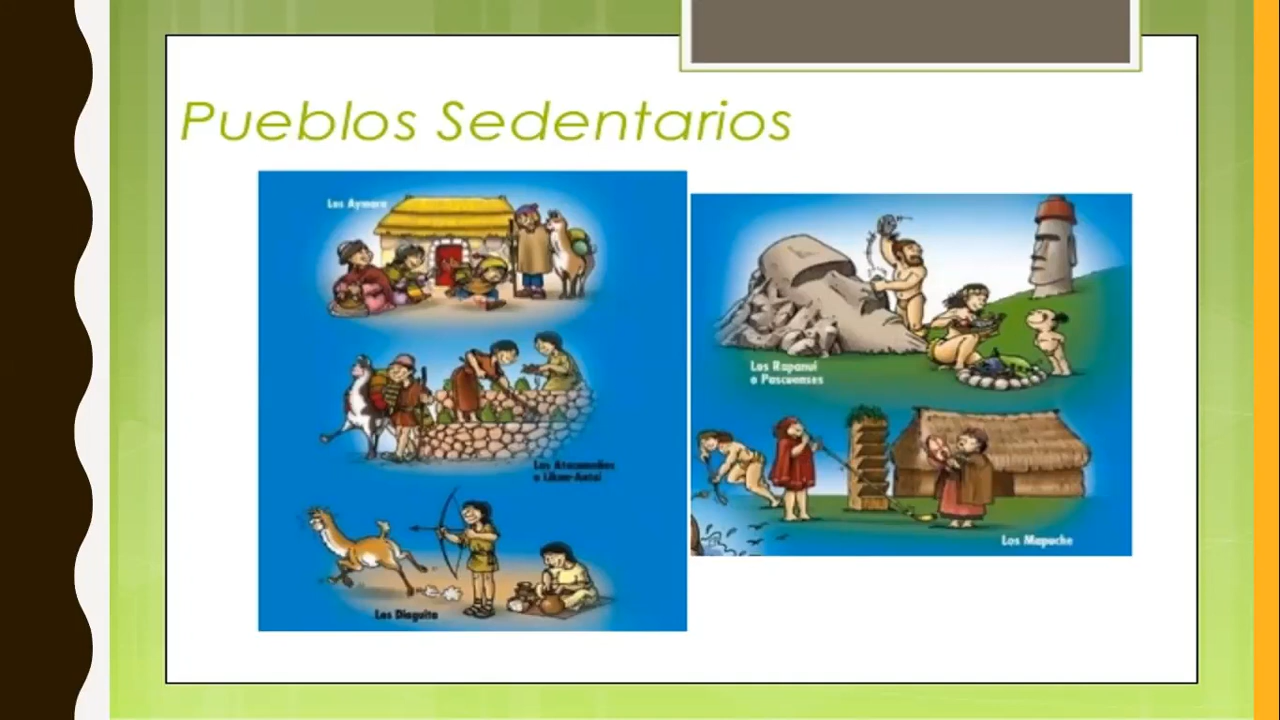 Pueblos Sedentarios
Los Aymara
Los Atacameños
o Likan-Antai
Los Diaguita
Los Rapanui
o Pascuenses
Los Mapuche